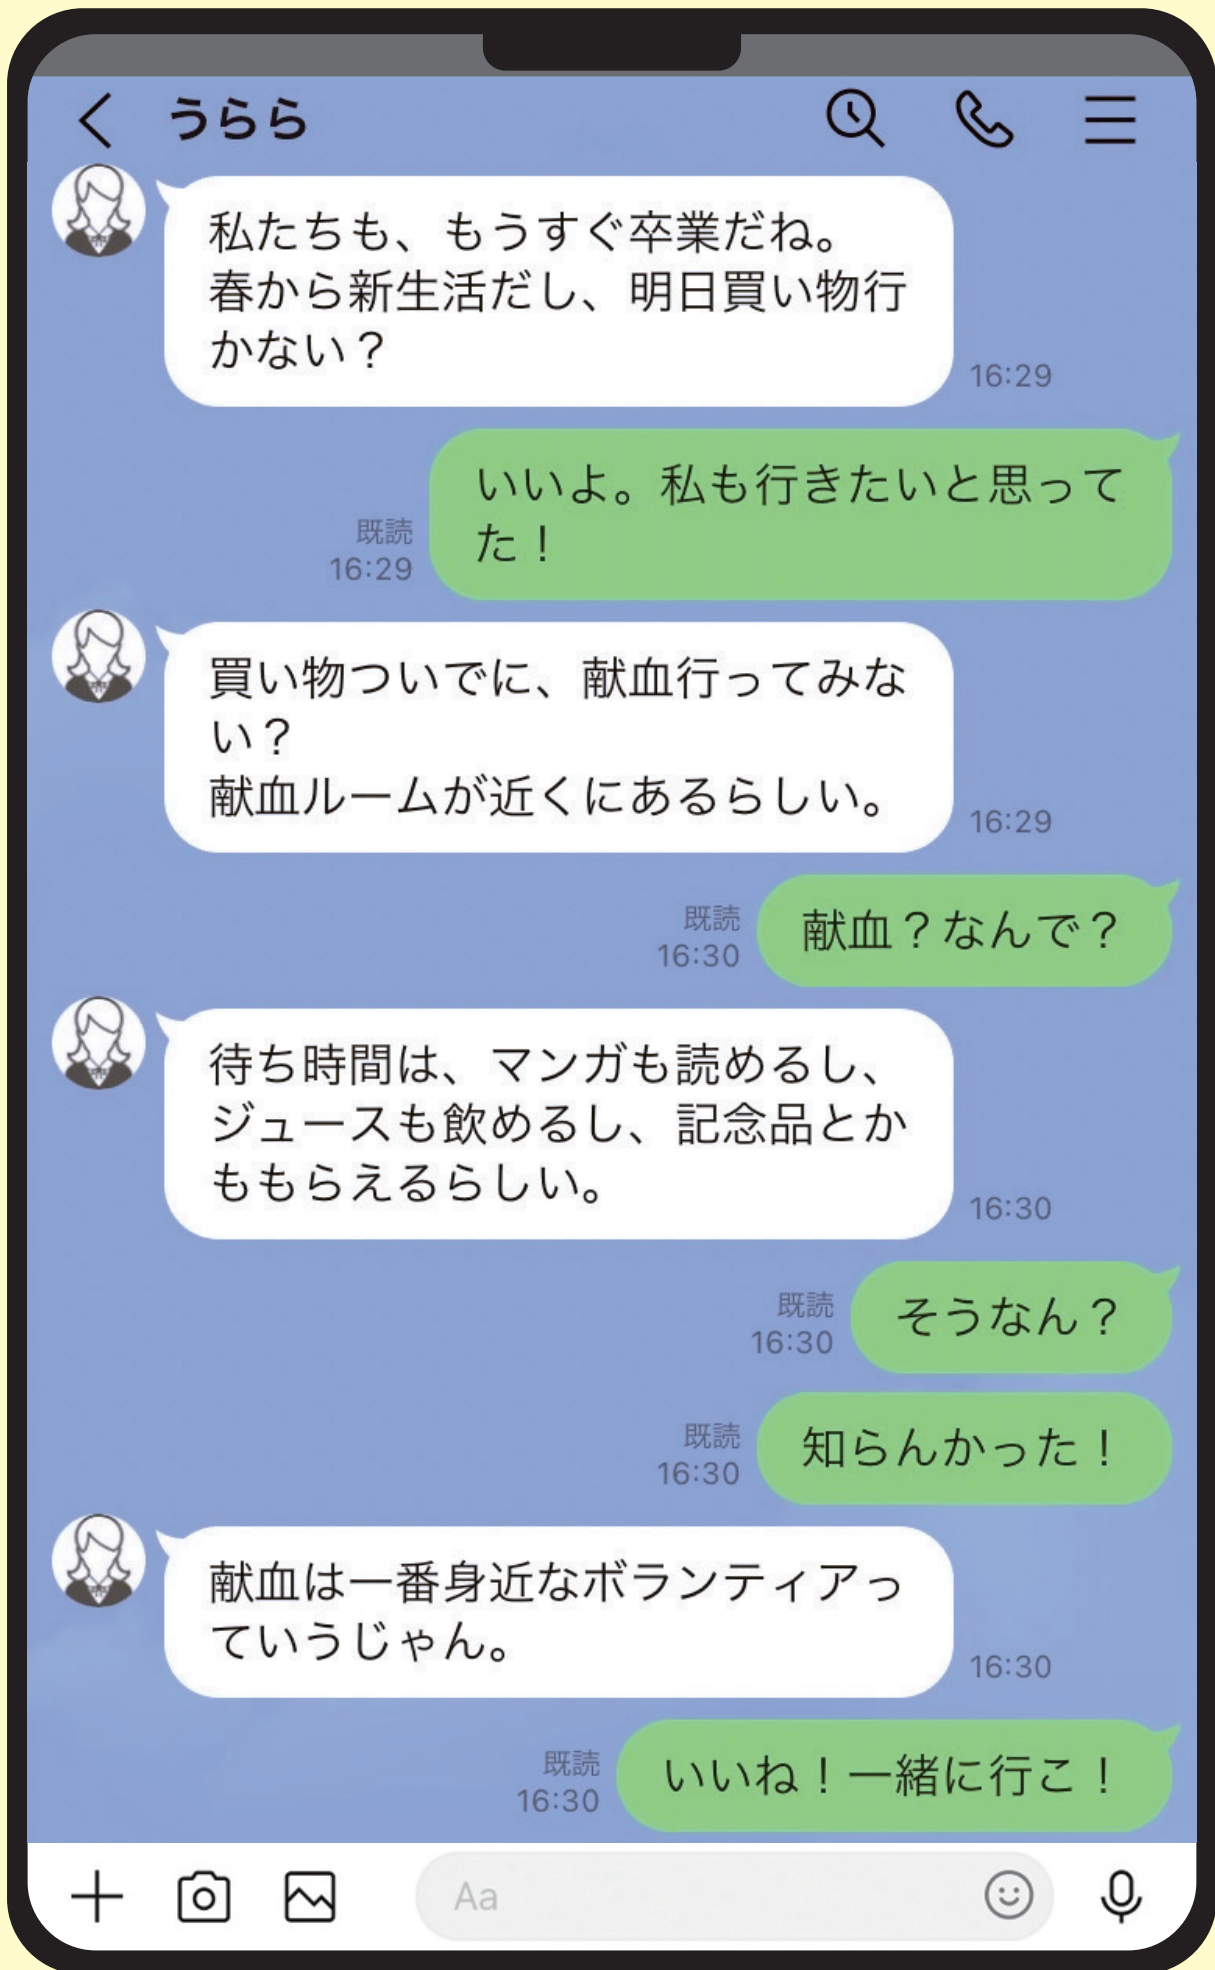 うらら
私たちも、もうすぐ卒業だね。
春から新生活だし、明日買い物行
かない？
16:29
いいよ。私も行きたいと思って
た！
既読
16:29
買い物ついでに、献血行ってみな
い？
献血ルームが近くにあるらしい。
16:29
献血？なんで？
既読
16:30
待ち時間は、マンガも読めるし、
ジュースも飲めるし、記念品とか
ももらえるらしい。
16:30
そうなん？
既読
16:30
知らんかった！
既読
16:30
献血は一番身近なボランティアっ
ていうじゃん。
16:30
いいね！一緒に行こ！
既読
16:30
Aa